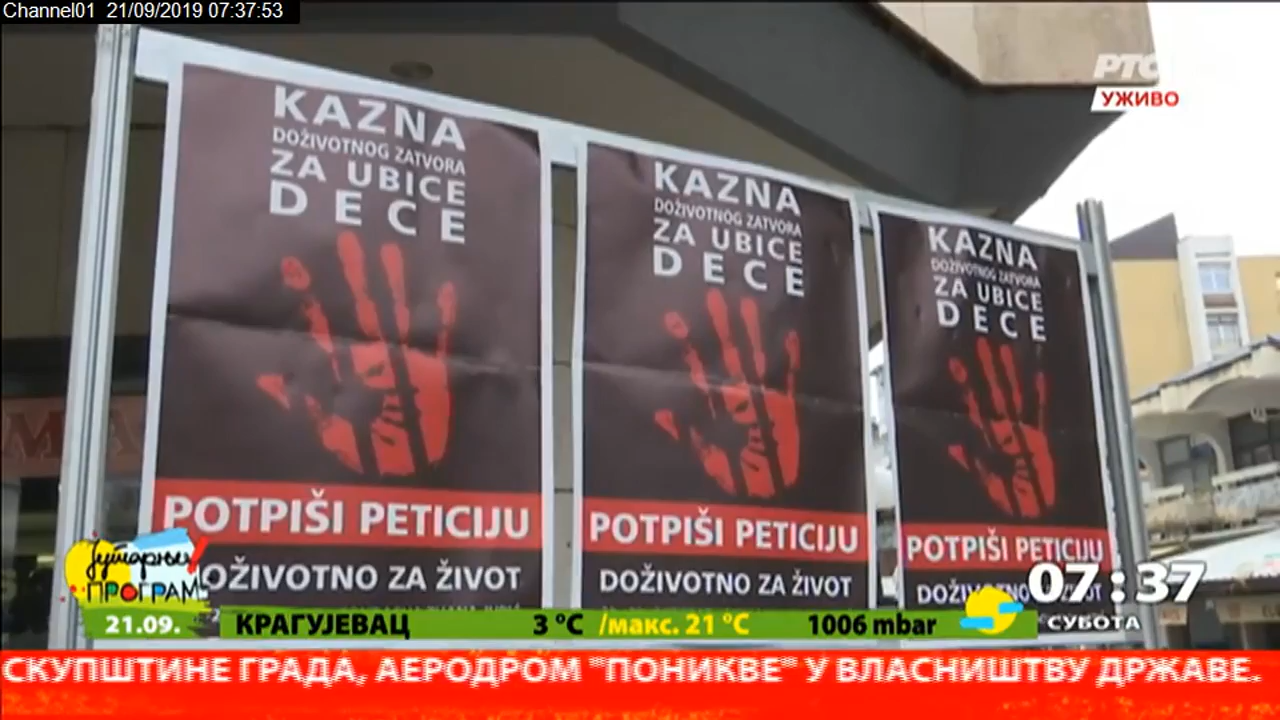 Channel01 21/09/2019 07:37:53
РТС
УЖИВО
KAZNA
DOŽIVOTNOG ZATVORA
ZA UBICE
DECE
POTPIŠI PETICIJU
DOŽIVOTNO ZA ŽIVOT
KAZNA
DOŽIVOTNOG ZATVORA
ZA UBICE
DECE
POTPIŠI PETICIJU
DOŽIVOTNO ZA ŽIVOT
KAZNA
DOŽIVOTNOG ZATVORA
ZA UBICE
DECE
POTPIŠI PETICIJU
Јутарњи
ПРОГРАМ
07:37
21.09. КРАГУЈЕВАЦ 3 °C /макс. 21 °C 1006 mbar СУБОТА
СКУПШТИНЕ ГРАДА, АЕРОДРОМ "ПОНИКВЕ" У ВЛАСНИШТВУ ДРЖАВЕ.